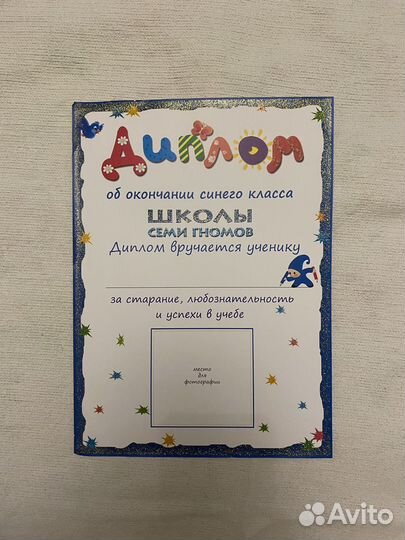 Диплом
об окончании синего класса
ШКОЛЫ
СЕМИ ГНОМОВ
Диплом вручается ученику
за старание, любознательность
и успехи в учебе
место
для
фотографии
Avito